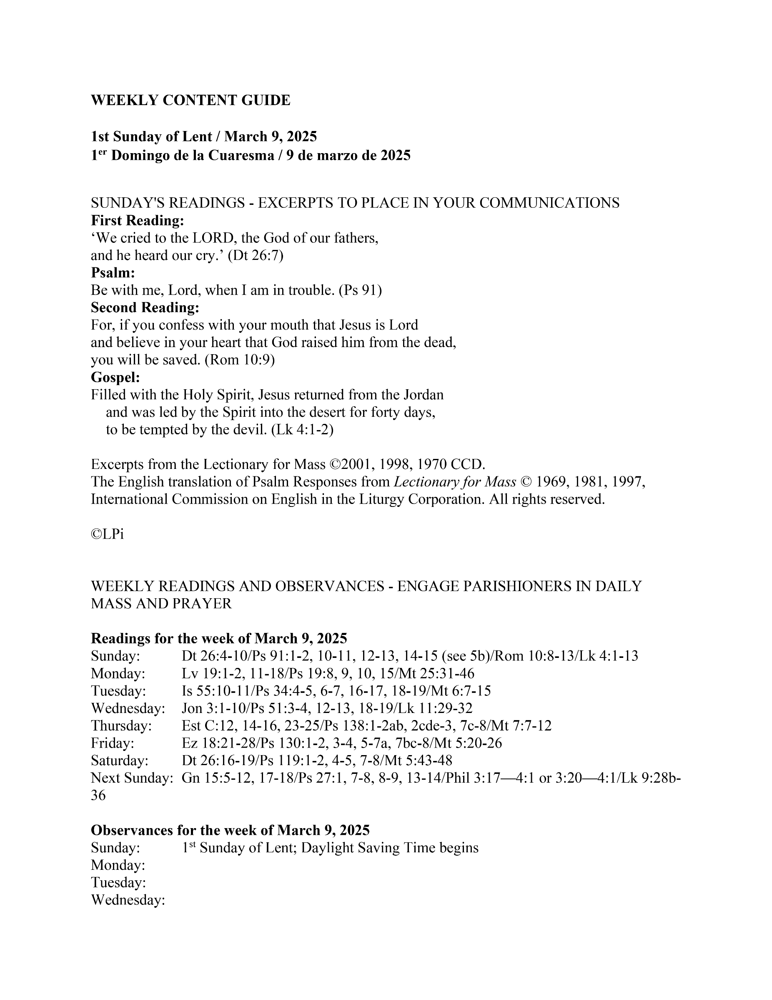 WEEKLY CONTENT GUIDE
1st Sunday of Lent / March 9, 2025
1er Domingo de la Cuaresma / 9 de marzo de 2025
SUNDAY'S READINGS - EXCERPTS TO PLACE IN YOUR COMMUNICATIONS
First Reading:
‘We cried to the LORD, the God of our fathers,
and he heard our cry.’ (Dt 26:7)
Psalm:
Be with me, Lord, when I am in trouble. (Ps 91)
Second Reading:
For, if you confess with your mouth that Jesus is Lord
and believe in your heart that God raised him from the dead,
you will be saved. (Rom 10:9)
Gospel:
Filled with the Holy Spirit, Jesus returned from the Jordan
and was led by the Spirit into the desert for forty days,
to be tempted by the devil. (Lk 4:1-2)
Excerpts from the Lectionary for Mass ©2001, 1998, 1970 CCD.
The English translation of Psalm Responses from Lectionary for Mass © 1969, 1981, 1997,
International Commission on English in the Liturgy Corporation. All rights reserved.
©LPi
WEEKLY READINGS AND OBSERVANCES - ENGAGE PARISHIONERS IN DAILY
MASS AND PRAYER
Readings for the week of March 9, 2025
Sunday: Dt 26:4-10/Ps 91:1-2, 10-11, 12-13, 14-15 (see 5b)/Rom 10:8-13/Lk 4:1-13
Monday: Lv 19:1-2, 11-18/Ps 19:8, 9, 10, 15/Mt 25:31-46
Tuesday: Is 55:10-11/Ps 34:4-5, 6-7, 16-17, 18-19/Mt 6:7-15
Wednesday: Jon 3:1-10/Ps 51:3-4, 12-13, 18-19/Lk 11:29-32
Thursday: Est C:12, 14-16, 23-25/Ps 138:1-2ab, 2cde-3, 7c-8/Mt 7:7-12
Friday: Ez 18:21-28/Ps 130:1-2, 3-4, 5-7a, 7bc-8/Mt 5:20-26
Saturday: Dt 26:16-19/Ps 119:1-2, 4-5, 7-8/Mt 5:43-48
Next Sunday: Gn 15:5-12, 17-18/Ps 27:1, 7-8, 8-9, 13-14/Phil 3:17—4:1 or 3:20—4:1/Lk 9:28b-
36
Observances for the week of March 9, 2025
Sunday: 1st Sunday of Lent; Daylight Saving Time begins
Monday:
Tuesday:
Wednesday: